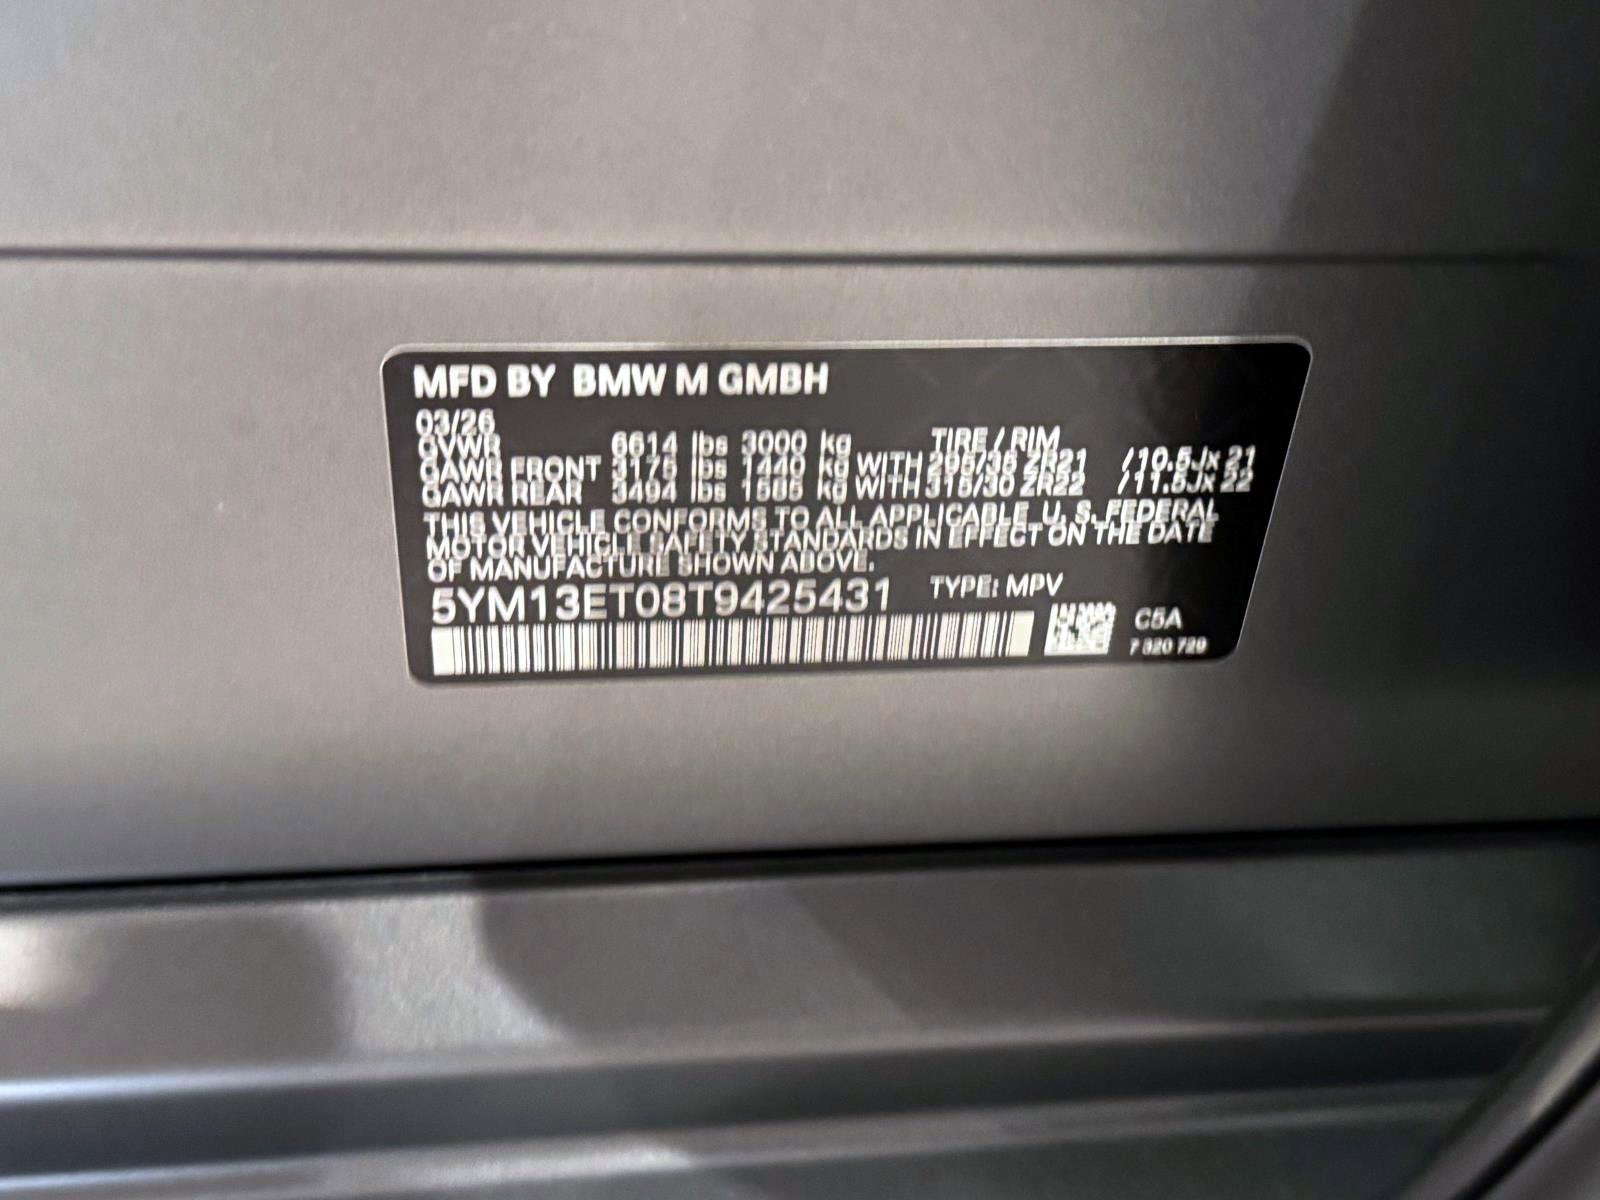 MFD BY BMW M GMBH
03/26
GVWR 6614 lbs 3000 kg TIRE / RIM
GAWR FRONT 3175 lbs 1440 kg WITH 295/35 ZR21 /10.5Jx 21
GAWR REAR 3494 lbs 1585 kg WITH 315/30 ZR22 /11.5Jx 22
THIS VEHICLE CONFORMS TO ALL APPLICABLE U. S. FEDERAL
MOTOR VEHICLE SAFETY STANDARDS IN EFFECT ON THE DATE
OF MANUFACTURE SHOWN ABOVE.
5YM13ET08T9425431 TYPE: MPV
C5A
7 320 729